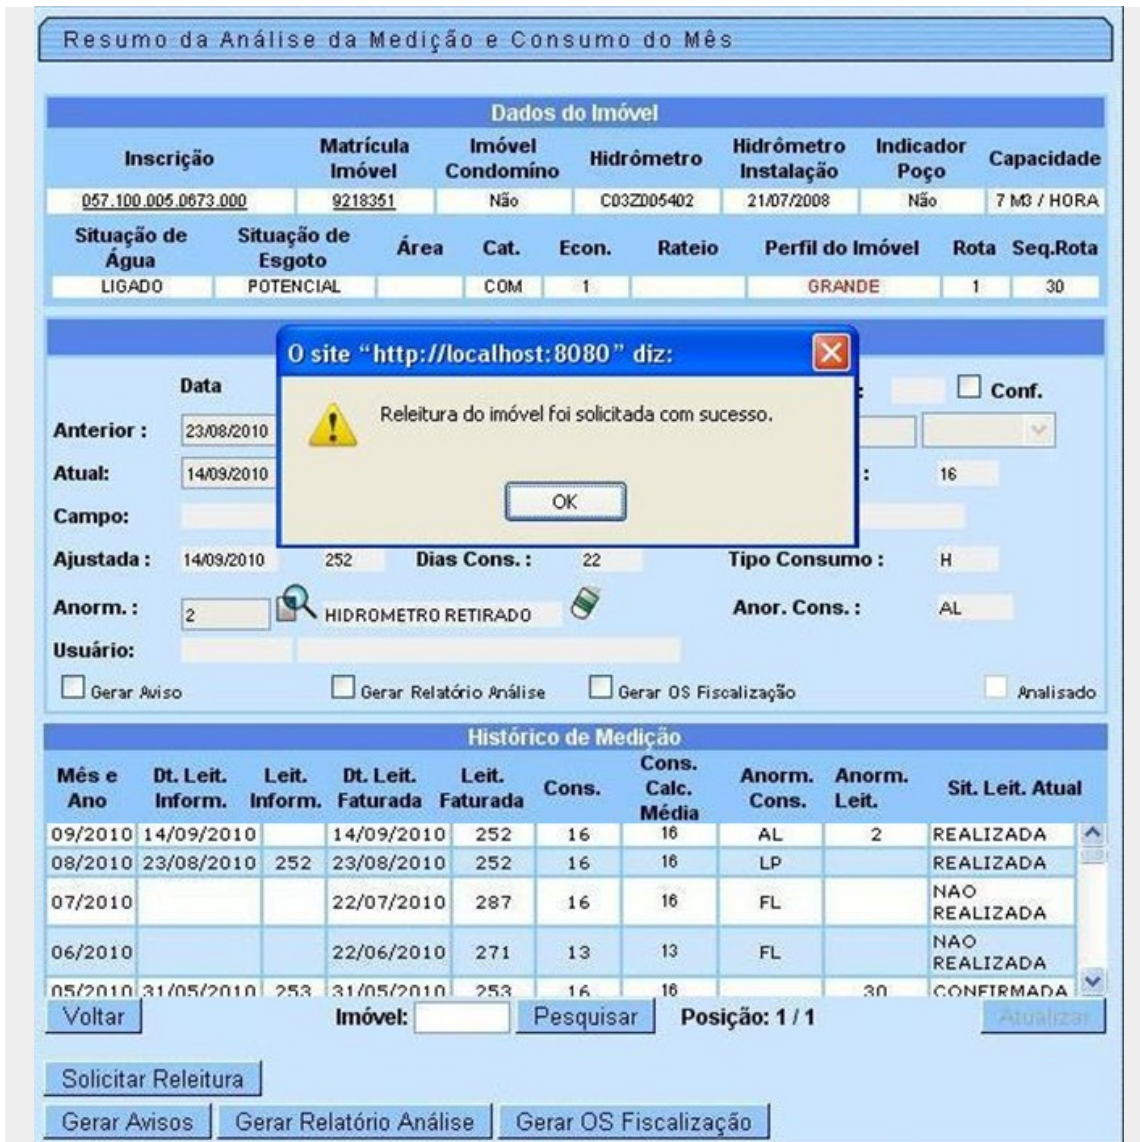 Resumo da Análise da Medição e Consumo do Mês
Dados do Imóvel
Inscrição Matrícula Imóvel Imóvel Condomíno Hidrômetro Hidrômetro Instalação Indicador Poço Capacidade
057.100.005.0673.000 9218351 Não C03Z005402 21/07/2008 Não 7 M3 / HORA
Situação de Água Situação de Esgoto Área Cat. Econ. Rateio Perfil do Imóvel Rota Seq.Rota
LIGADO POTENCIAL COM 1 GRANDE 1 30
O site "http://localhost:8080" diz:
Releitura do imóvel foi solicitada com sucesso.
OK
Data : Conf.
Anterior : 23/08/2010
Atual: 14/09/2010 : 16
Campo:
Ajustada : 14/09/2010 252 Dias Cons. : 22 Tipo Consumo : H
Anorm. : 2 HIDROMETRO RETIRADO Anor. Cons. : AL
Usuário:
Gerar Aviso Gerar Relatório Análise Gerar OS Fiscalização Analisado
Histórico de Medição
Mês e Ano Dt. Leit. Inform. Leit. Inform. Dt. Leit. Faturada Leit. Faturada Cons. Cons. Calc. Média Anorm. Cons. Anorm. Leit. Sit. Leit. Atual
09/2010 14/09/2010 14/09/2010 252 16 16 AL 2 REALIZADA
08/2010 23/08/2010 252 23/08/2010 252 16 16 LP REALIZADA
07/2010 22/07/2010 287 16 16 FL NAO REALIZADA
06/2010 22/06/2010 271 13 13 FL NAO REALIZADA
05/2010 31/05/2010 253 31/05/2010 253 16 16 30 CONFIRMADA
Voltar Imóvel: Pesquisar Posição: 1 / 1 Atualizar
Solicitar Releitura
Gerar Avisos Gerar Relatório Análise Gerar OS Fiscalização